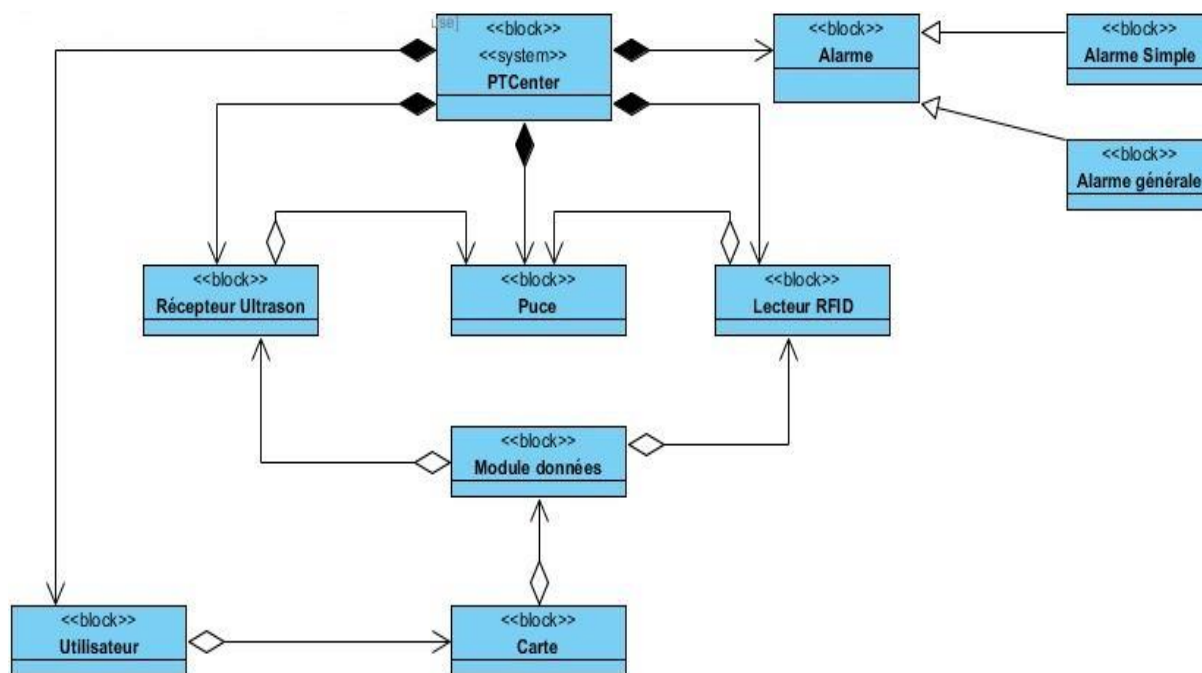 <<block>>
<<system>>
PTCenter
<<block>>
Alarme
<<block>>
Alarme Simple
<<block>>
Alarme générale
<<block>>
Récepteur Ultrason
<<block>>
Puce
<<block>>
Lecteur RFID
<<block>>
Module données
<<block>>
Utilisateur
<<block>>
Carte